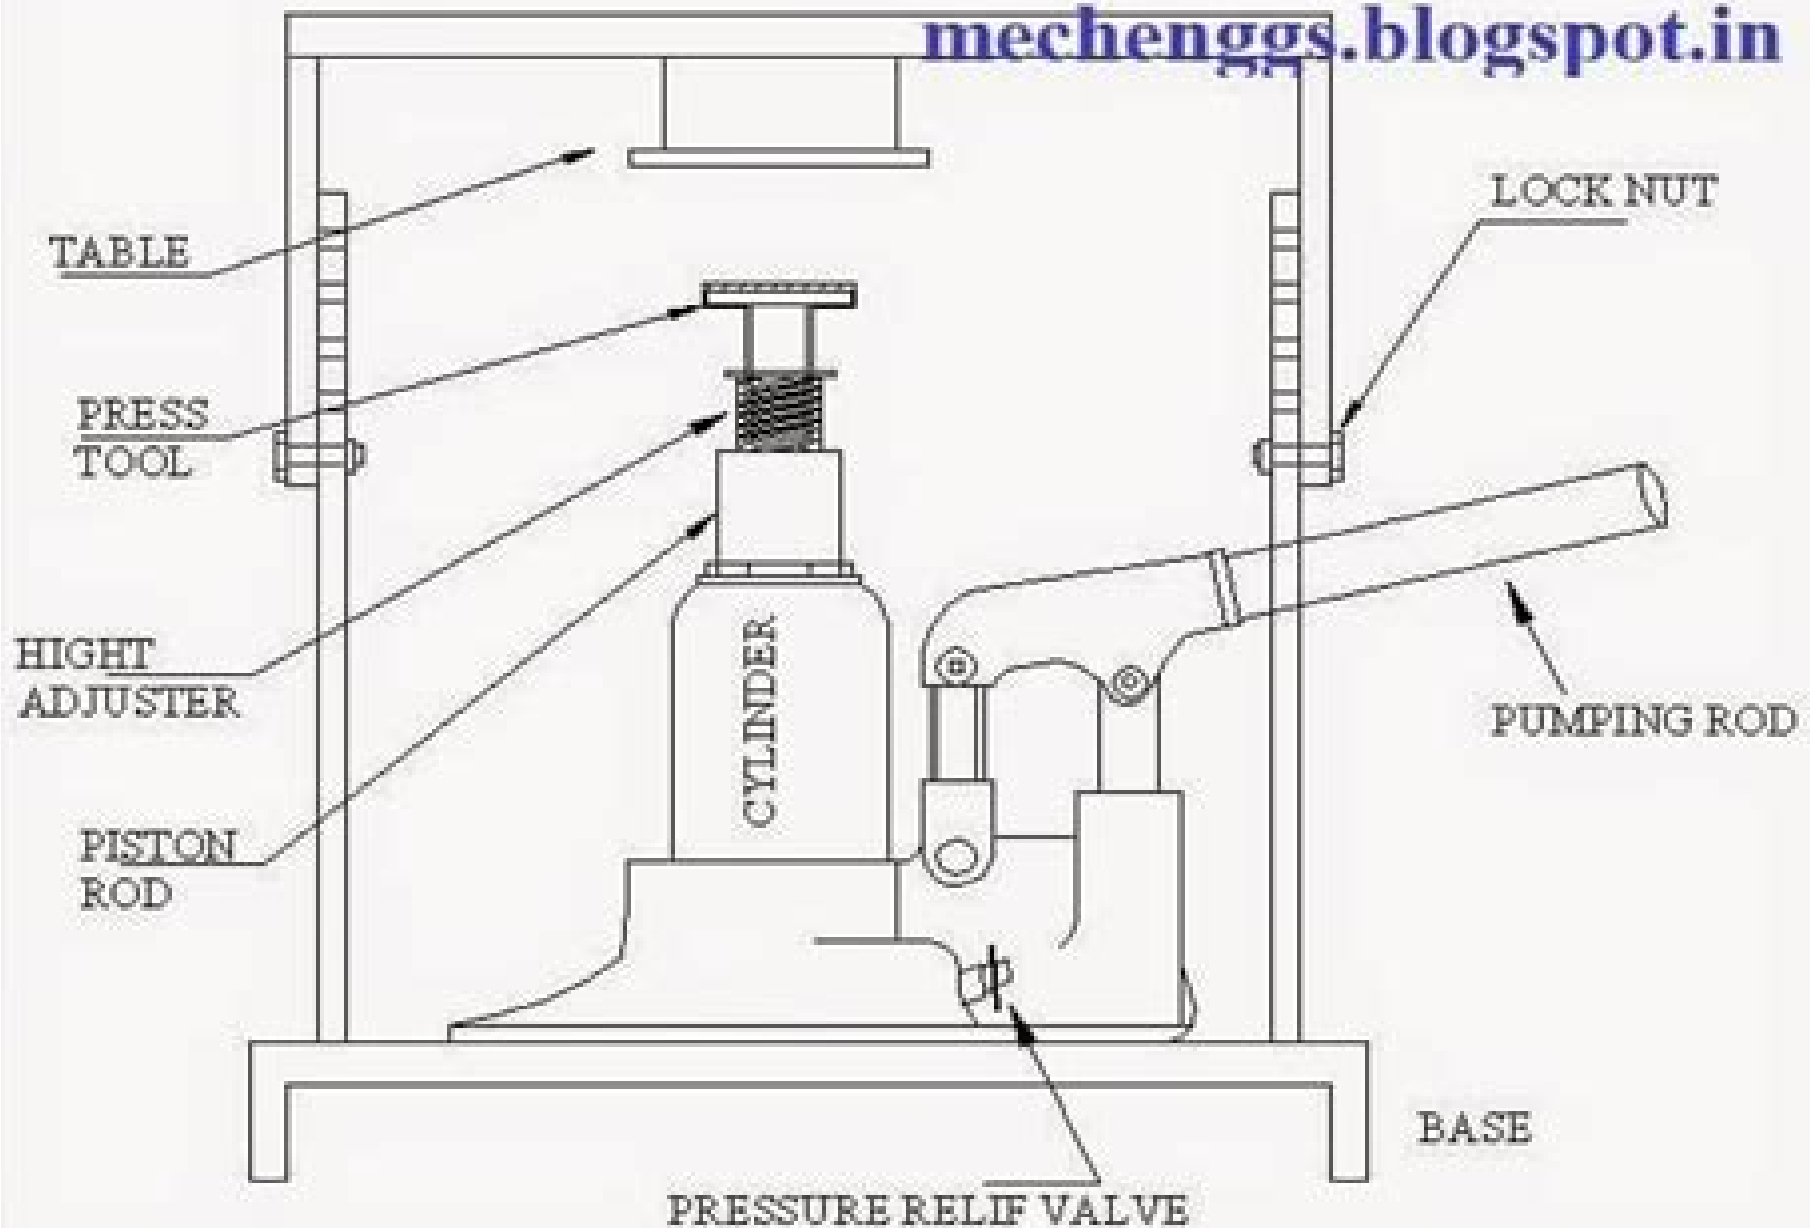 mechenggs.blogspot.in
LOCK NUT
TABLE
PRESS
TOOL
HIGHT
ADJUSTER
CYLINDER
PUMPING ROD
PISTON
ROD
BASE
PRESSURE RELIF VALVE